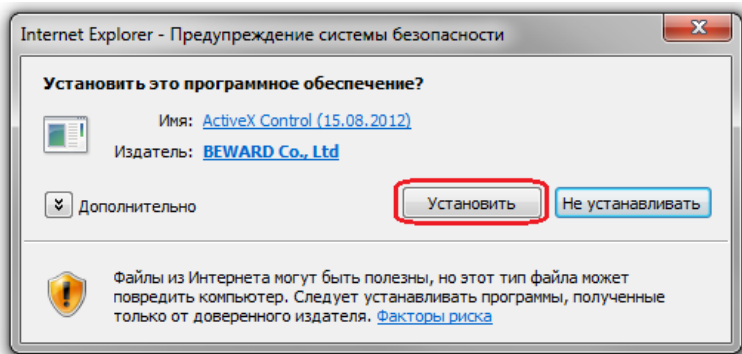 Internet Explorer - Предупреждение системы безопасности
Установить это программное обеспечение?
Имя: ActiveX Control (15.08.2012)
Издатель: BEWARD Co., Ltd
Дополнительно
Установить
Не устанавливать
Файлы из Интернета могут быть полезны, но этот тип файла может
повредить компьютер. Следует устанавливать программы, полученные
только от доверенного издателя. Факторы риска